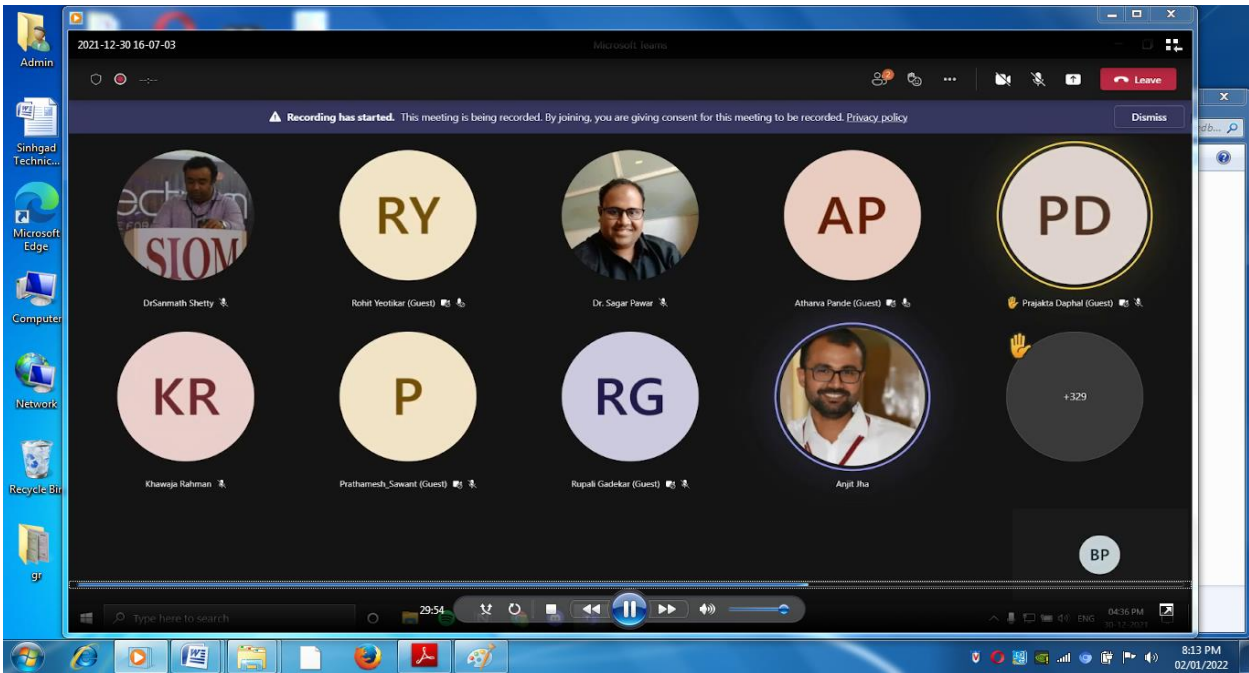 Admin
Sinhgad
Technic...
Microsoft
Edge
Computer
Network
Recycle Bin
gr
2021-12-30 16-07-03
Microsoft Teams
--:--
2
Leave
Recording has started. This meeting is being recorded. By joining, you are giving consent for this meeting to be recorded. Privacy policy
Dismiss
SIOM
RY
AP
PD
DrSanmath Shetty
Rohit Yeotikar (Guest)
Dr. Sagar Pawar
Atharva Pande (Guest)
Prajakta Daphal (Guest)
KR
P
RG
+329
Khawaja Rahman
Prathamesh_Sawant (Guest)
Rupali Gadekar (Guest)
Anjit Jha
BP
29:54
Type here to search
ENG
04:36 PM
30-12-2021
8:13 PM
02/01/2022